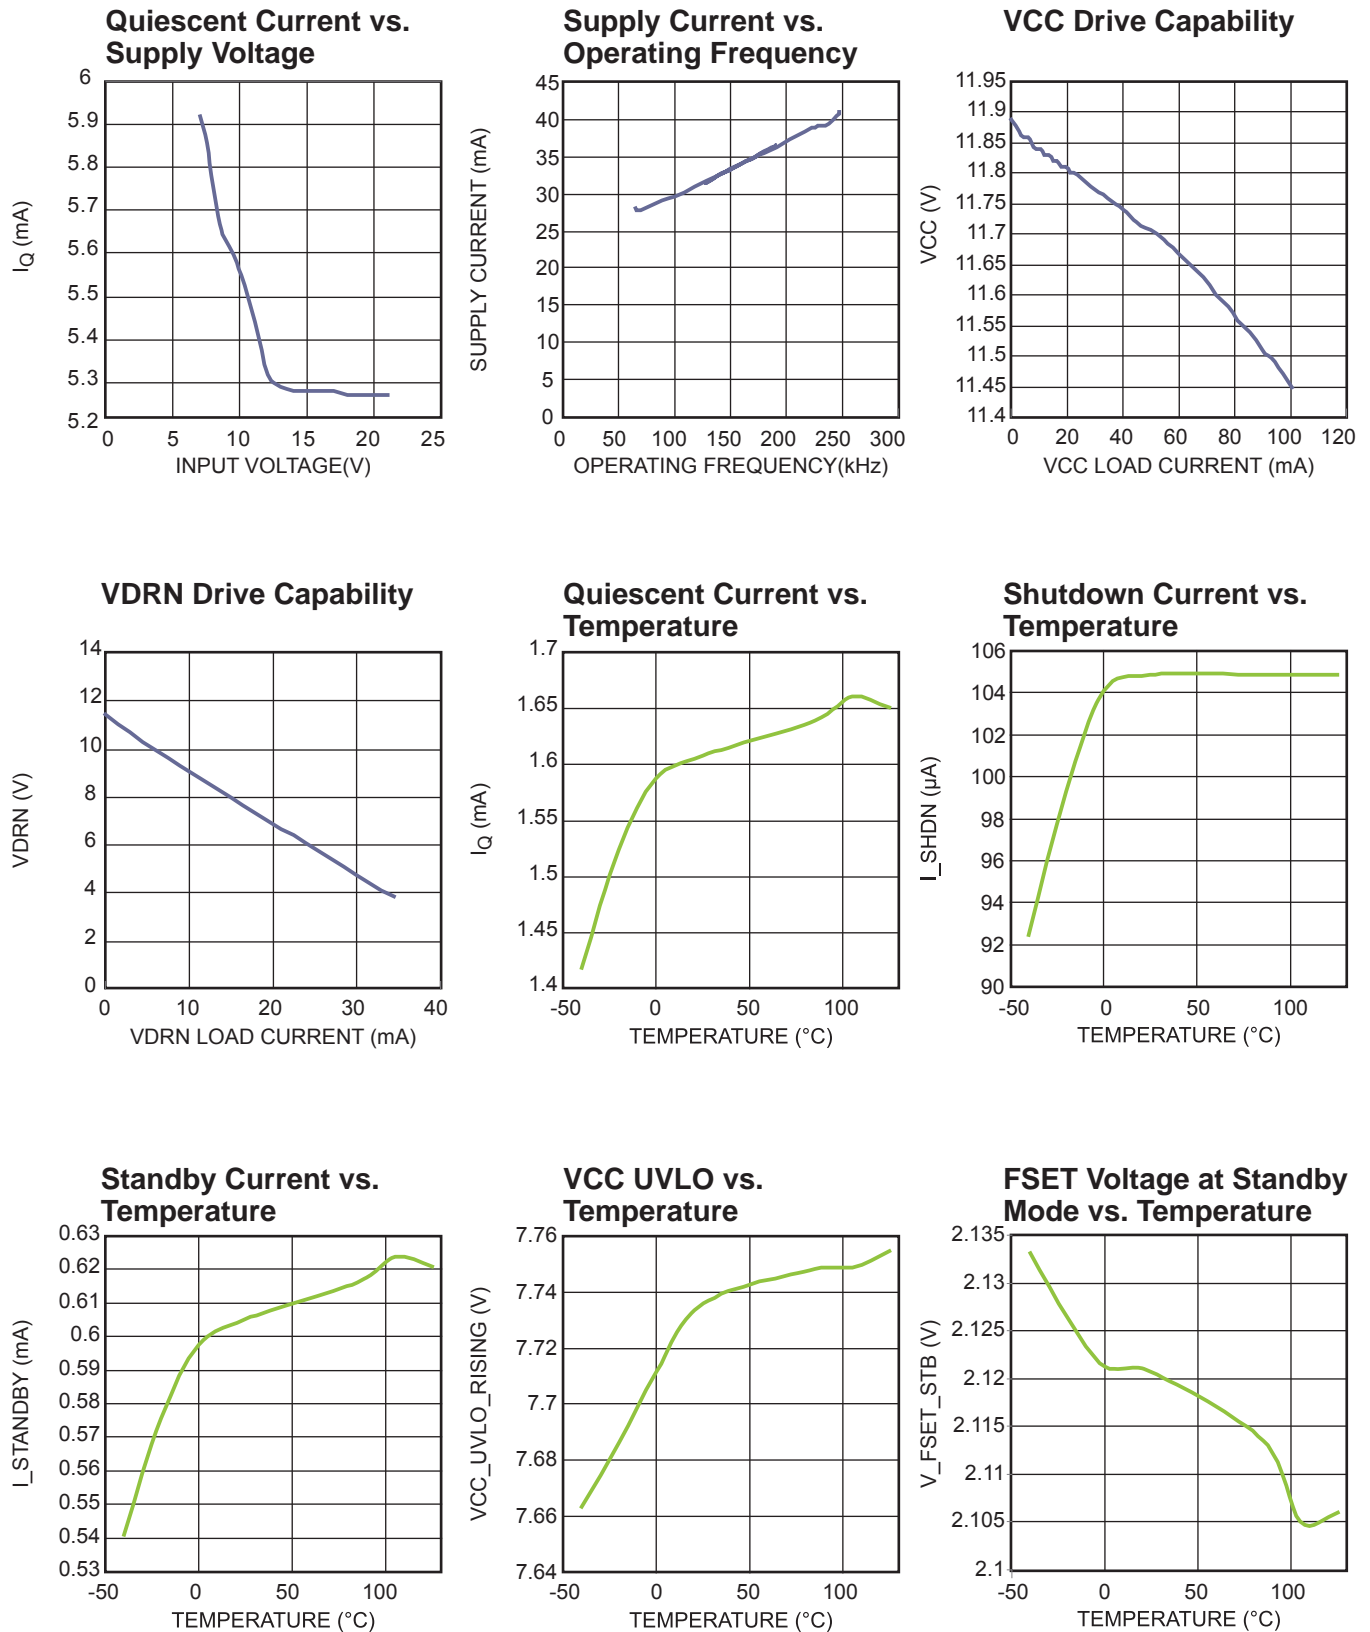 Quiescent Current vs.
Supply Voltage
6
5.9
5.8
5.7
5.6
5.5
5.4
5.3
5.2
IQ (mA)
0 5 10 15 20 25
INPUT VOLTAGE(V)
Supply Current vs.
Operating Frequency
45
40
35
30
25
20
15
10
5
0
SUPPLY CURRRENT (mA)
0 50 100 150 200 250 300
OPERATING FREQUENCY(kHz)
VCC Drive Capability
11.95
11.9
11.85
11.8
11.75
11.7
11.65
11.6
11.55
11.5
11.45
11.4
VCC (V)
0 20 40 60 80 100 120
VCC LOAD CURRENT (mA)
VDRN Drive Capability
14
12
10
8
6
4
2
0
VDRN (V)
0 10 20 30 40
VDRN LOAD CURRENT (mA)
Quiescent Current vs.
Temperature
1.7
1.65
1.6
1.55
1.5
1.45
1.4
IQ (mA)
-50 0 50 100
TEMPERATURE (°C)
Shutdown Current vs.
Temperature
106
104
102
100
98
96
94
92
90
I_SHDN (µA)
-50 0 50 100
TEMPERATURE (°C)
Standby Current vs.
Temperature
0.63
0.62
0.61
0.6
0.59
0.58
0.57
0.56
0.55
0.54
0.53
I_STANDBY (mA)
-50 0 50 100
TEMPERATURE (°C)
VCC UVLO vs.
Temperature
7.76
7.74
7.72
7.7
7.68
7.66
7.64
VCC_UVLO_RISING (V)
-50 0 50 100
TEMPERATURE (°C)
FSET Voltage at Standby
Mode vs. Temperature
2.135
2.13
2.125
2.12
2.115
2.11
2.105
2.1
V_FSET_STB (V)
-50 0 50 100
TEMPERATURE (°C)